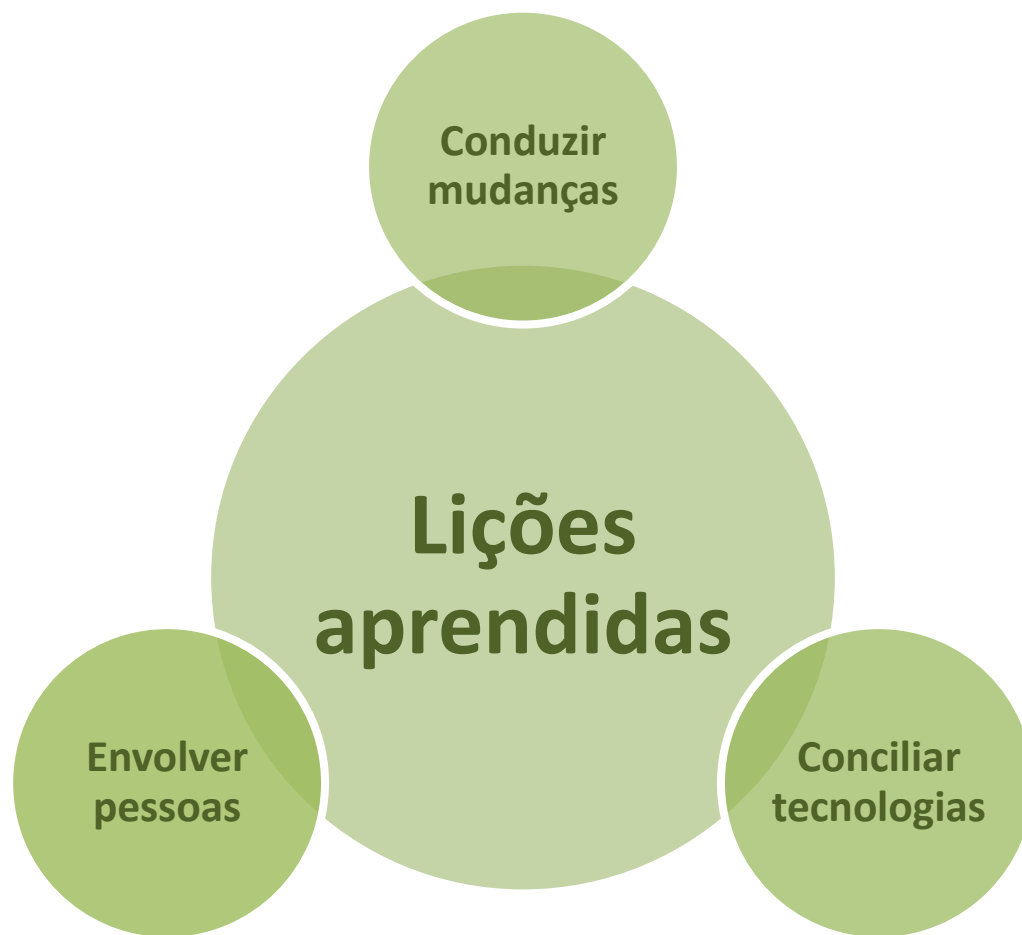 Conduzir
mudanças
Lições
aprendidas
Envolver
pessoas
Conciliar
tecnologias